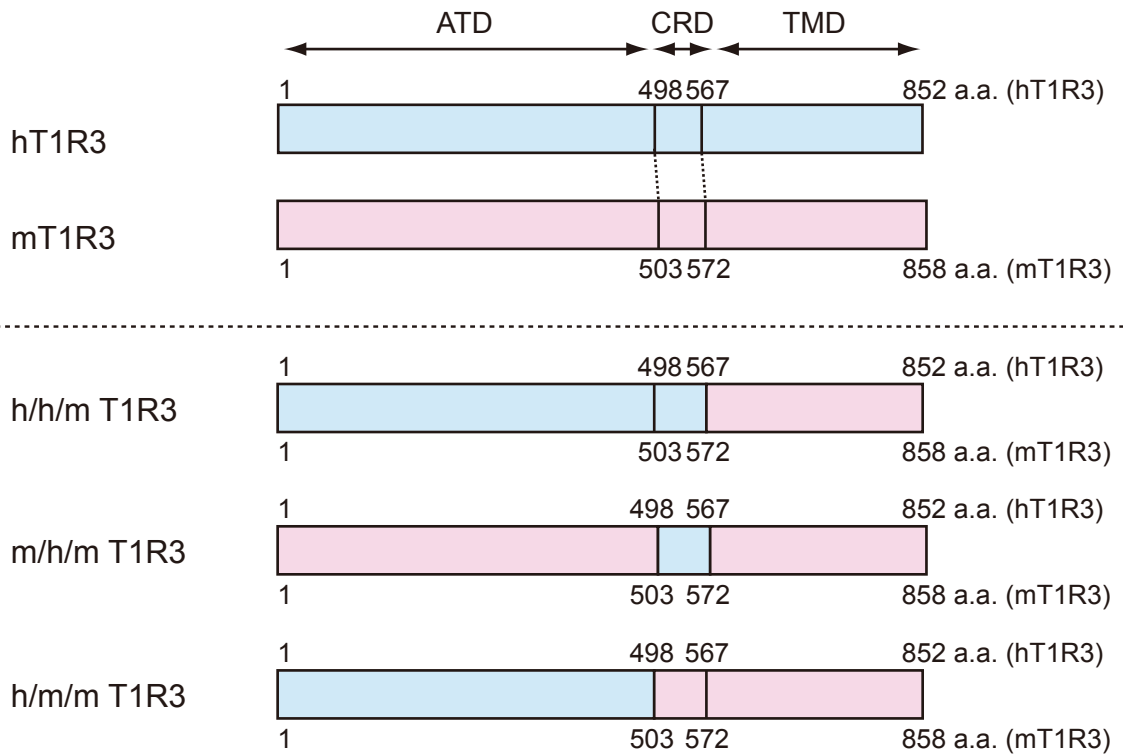 ATD CRD TMD
1 498 567 852 a.a. (hT1R3)
hT1R3
mT1R3
1 503 572 858 a.a. (mT1R3)
1 498 567 852 a.a. (hT1R3)
h/h/m T1R3
1 503 572 858 a.a. (mT1R3)
1 498 567 852 a.a. (hT1R3)
m/h/m T1R3
1 503 572 858 a.a. (mT1R3)
1 498 567 852 a.a. (hT1R3)
h/m/m T1R3
1 503 572 858 a.a. (mT1R3)